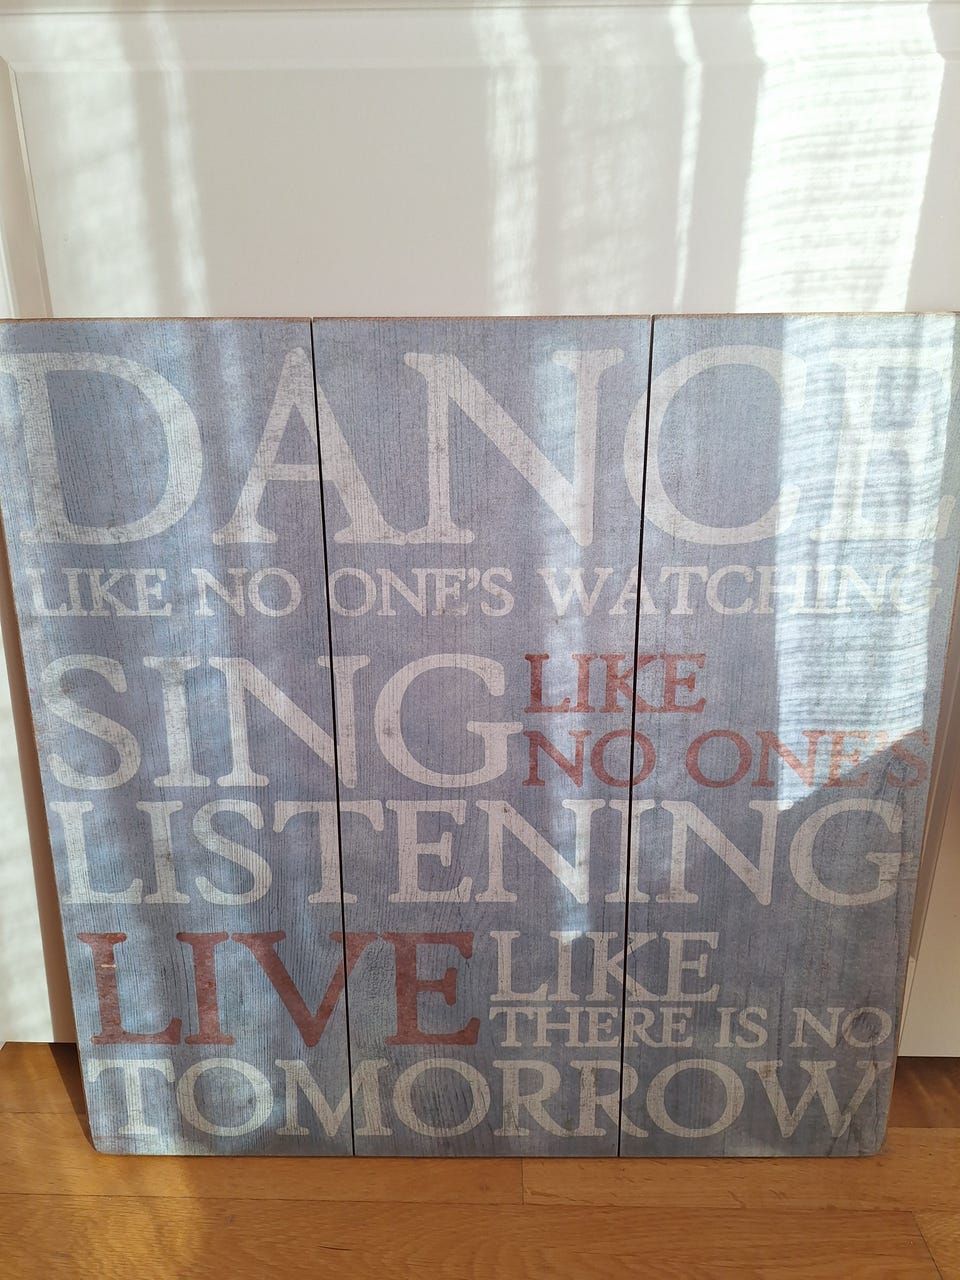 DANCE
LIKE NO ONE'S WATCHING
SING LIKE
NO ONE'S
LISTENING
LIVE LIKE
THERE IS NO
TOMORROW